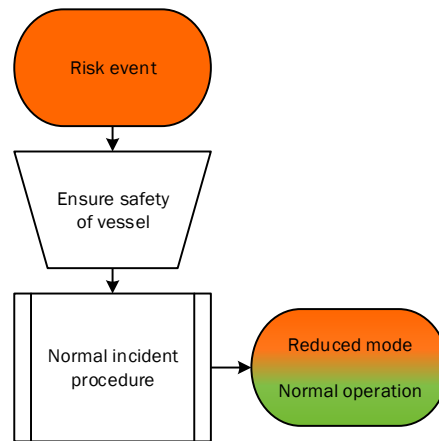 Risk event
Ensure safety
of vessel
Normal incident
procedure
Reduced mode
Normal operation